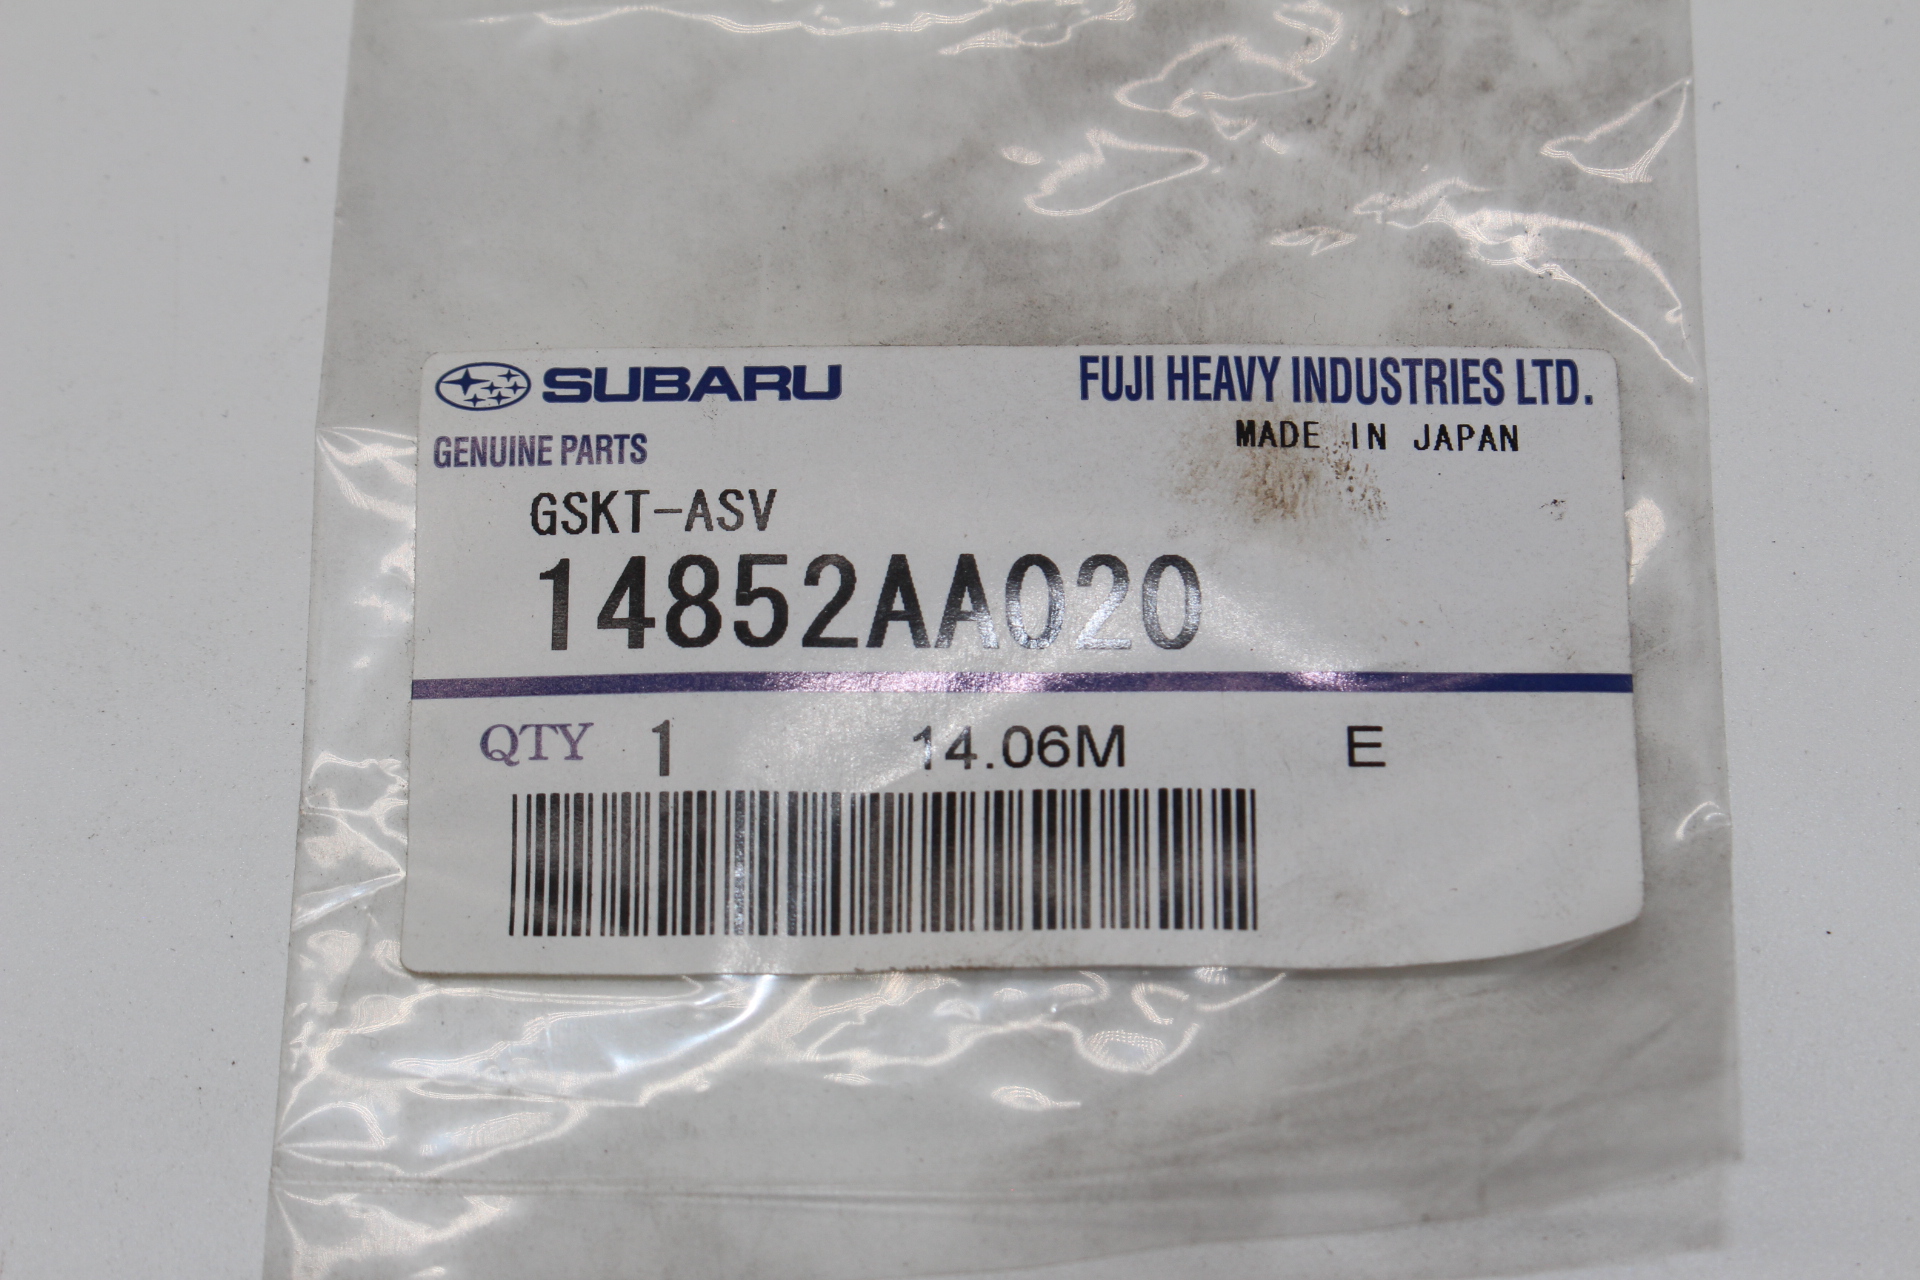 SUBARU FUJI HEAVY INDUSTRIES LTD.
GENUINE PARTS MADE IN JAPAN
GSKT-ASV
14852AA020
QTY 1 14.06M E